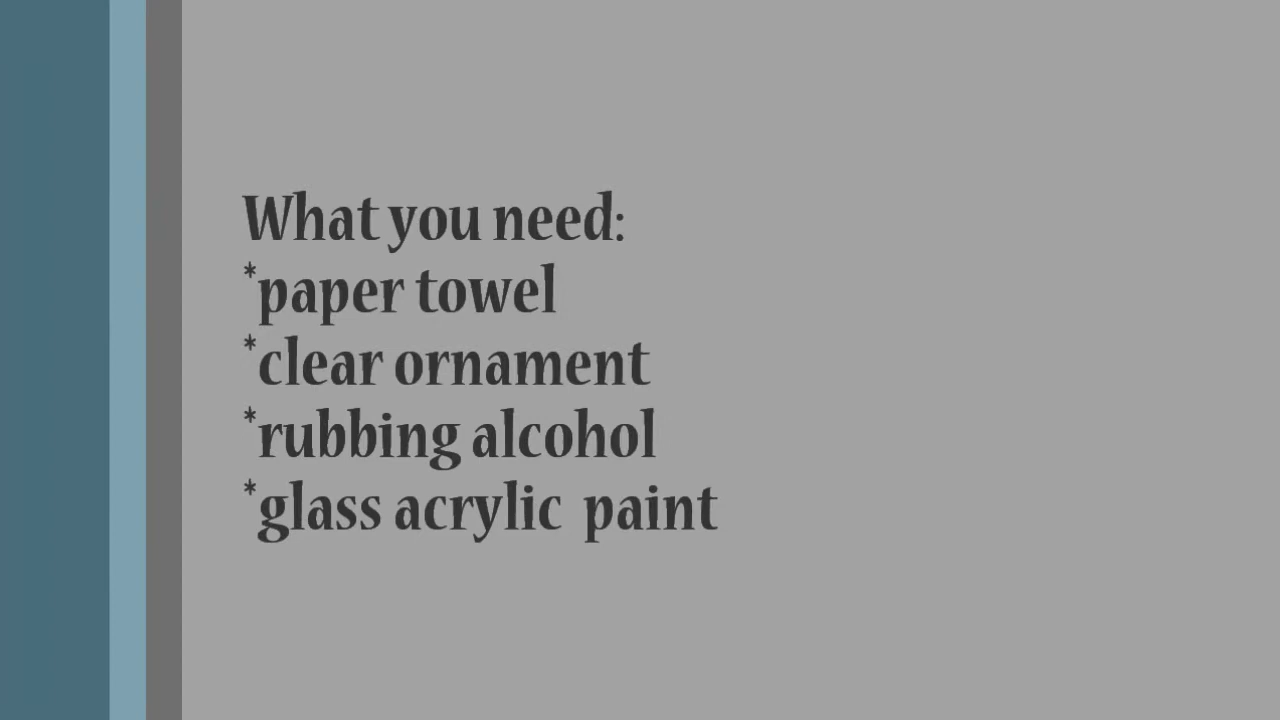 What you need:
*paper towel
*clear ornament
*rubbing alcohol
*glass acrylic  paint